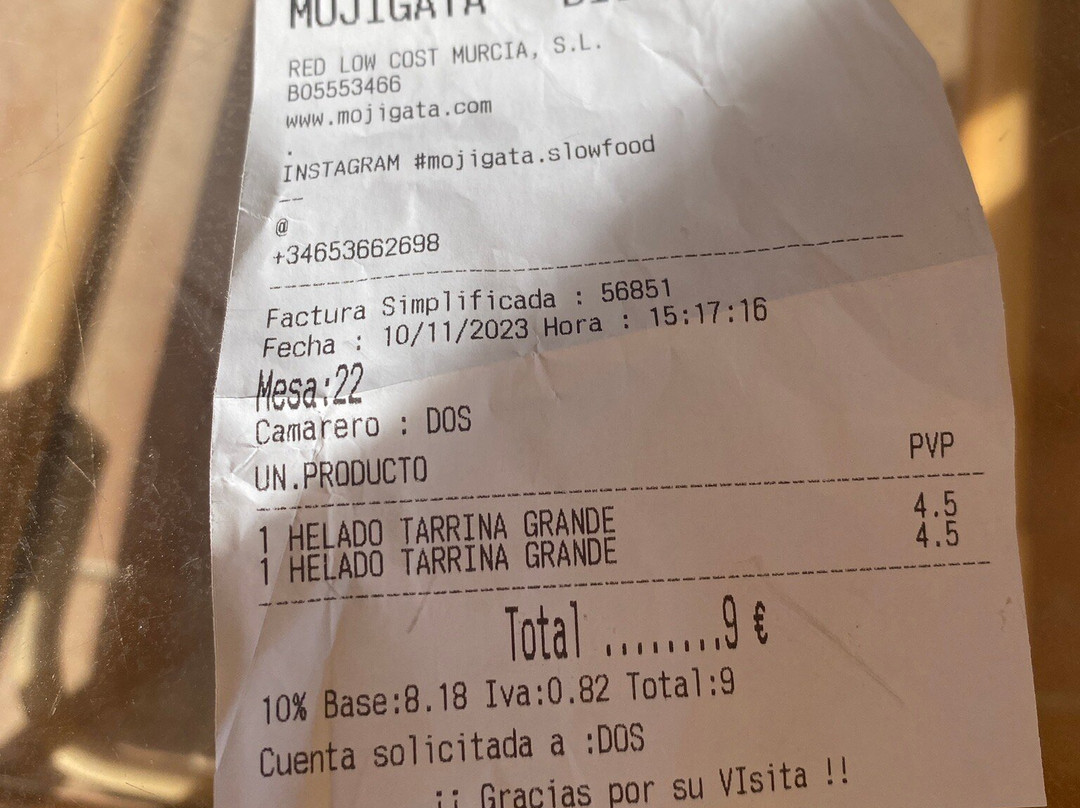 MOJIGATA
RED LOW COST MURCIA, S.L.
B05553466
www.mojigata.com
.
INSTAGRAM #mojigata.slowfood
--
@
+34653662698
Factura Simplificada : 56851
Fecha : 10/11/2023 Hora : 15:17:16
Mesa:22
Camarero : DOS
UN.PRODUCTO PVP
1 HELADO TARRINA GRANDE 4.5
1 HELADO TARRINA GRANDE 4.5
Total ........9 €
10% Base:8.18 Iva:0.82 Total:9
Cuenta solicitada a :DOS
¡¡ Gracias por su VIsita !!